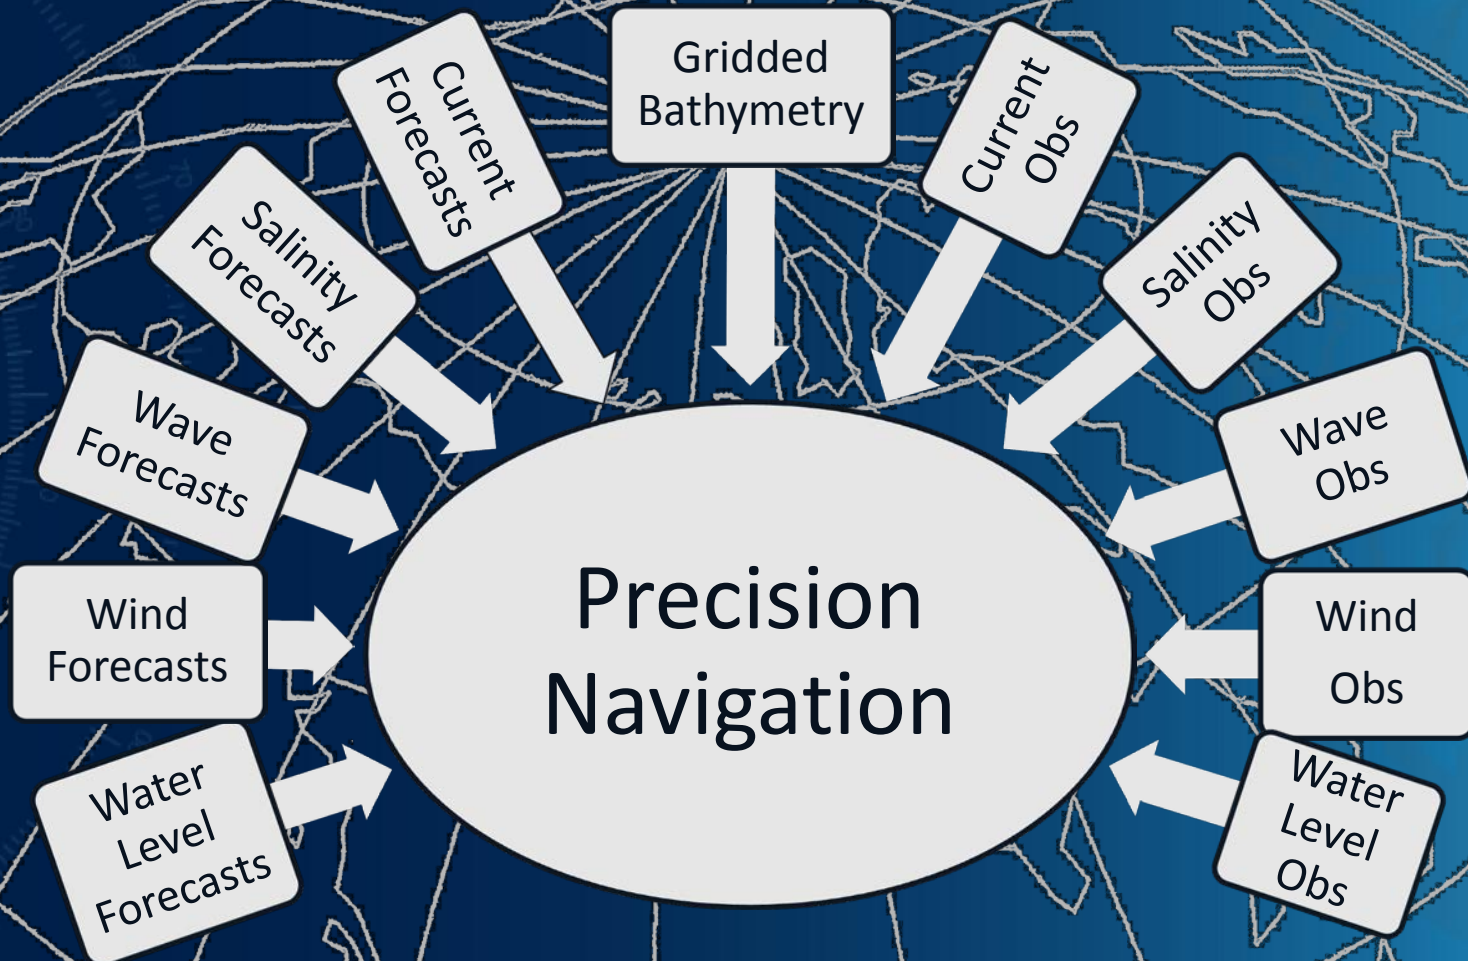 Gridded
Bathymetry
Current
Forecasts
Current
Obs
Salinity
Forecasts
Salinity
Obs
Wave
Forecasts
Wave
Obs
Wind
Forecasts
Precision
Navigation
Wind
Obs
Water
Level
Forecasts
Water
Level
Obs